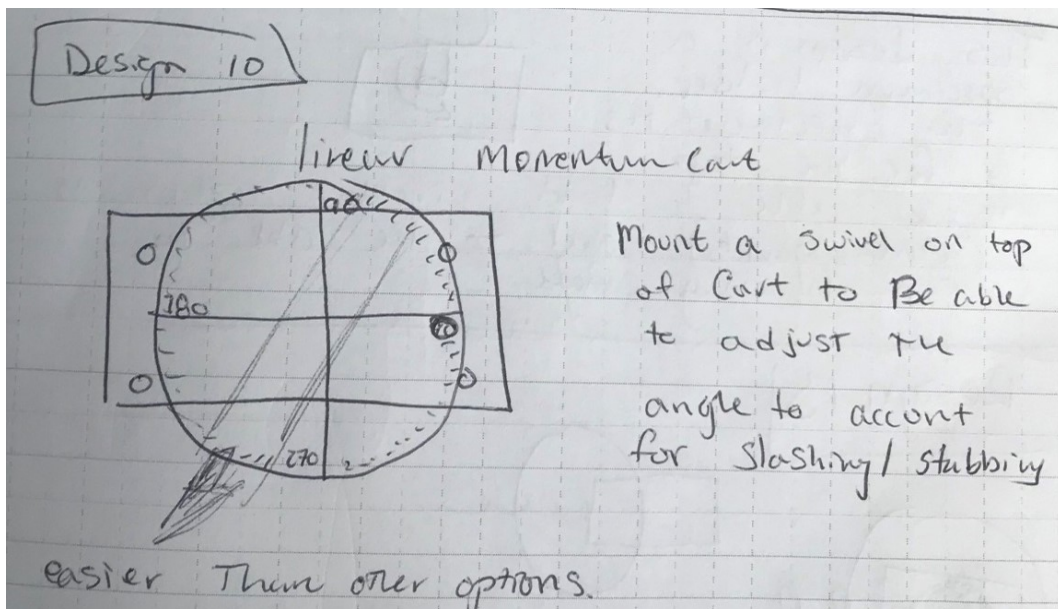 Design 10
linear Momentum Cart
90
Mount a swivel on top
of Cart to Be able
180
to adjust the
angle to account
for Slashing/ stabbing
270
easier Than other options.